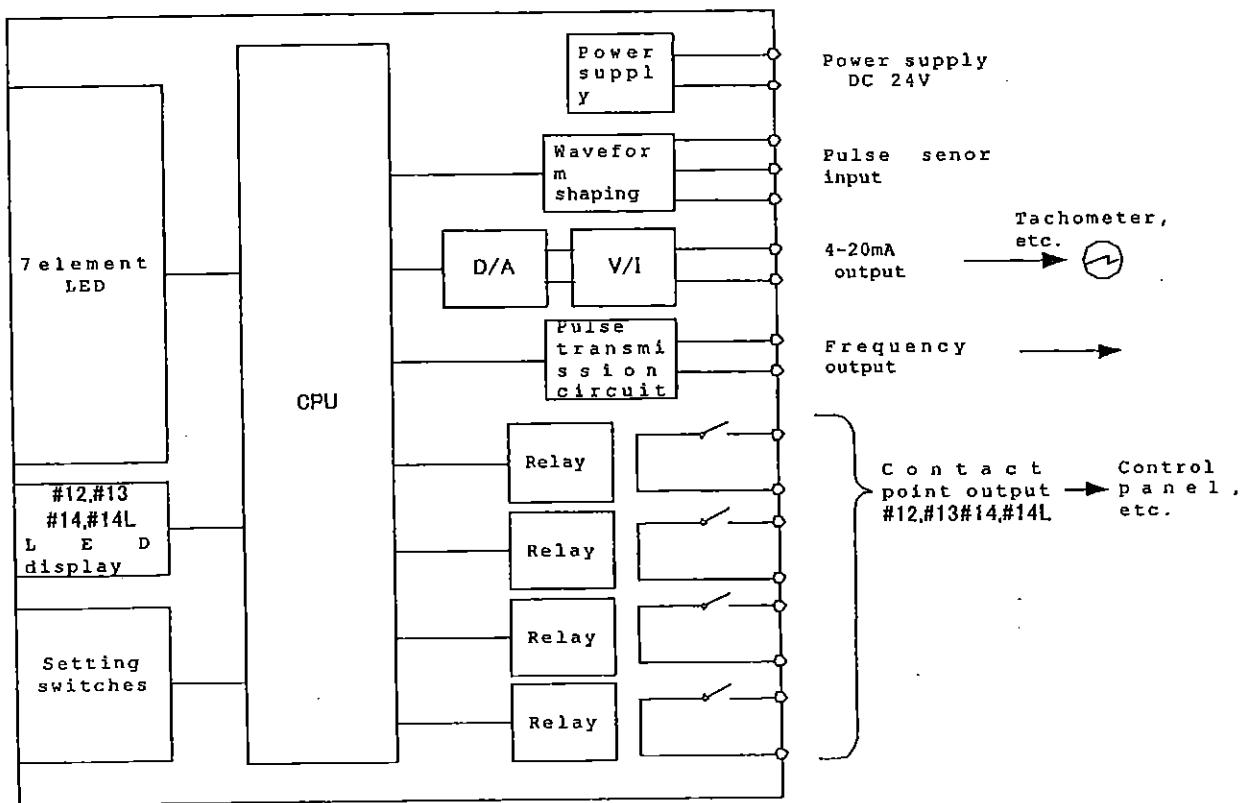 Power
suppl
y
Power supply
DC 24V
Wavefor
m
shaping
Pulse senor
input
7element
LED
D/A
V/I
4-20mA
output
Tachometer,
etc.
Pulse
transmi
ssion
circuit
Frequency
output
CPU
#12,#13
#14,#14L
L E D
display
Setting
switches
Relay
Relay
Relay
Relay
Contact
point output
#12,#13#14,#14L
Control
panel,
etc.